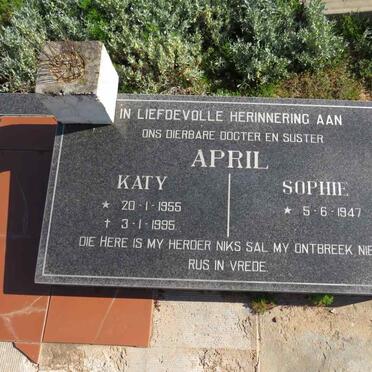 IN LIEFDEVOLLE HERINNERING AAN
ONS DIERBARE DOGTER EN SUSTER
APRIL
KATY
★ 20-1-1955
✝ 3-1-1995
SOPHIE
★ 5-6-1947
DIE HERE IS MY HERDER NIKS SAL MY ONTBREEK NIE
RUS IN VREDE